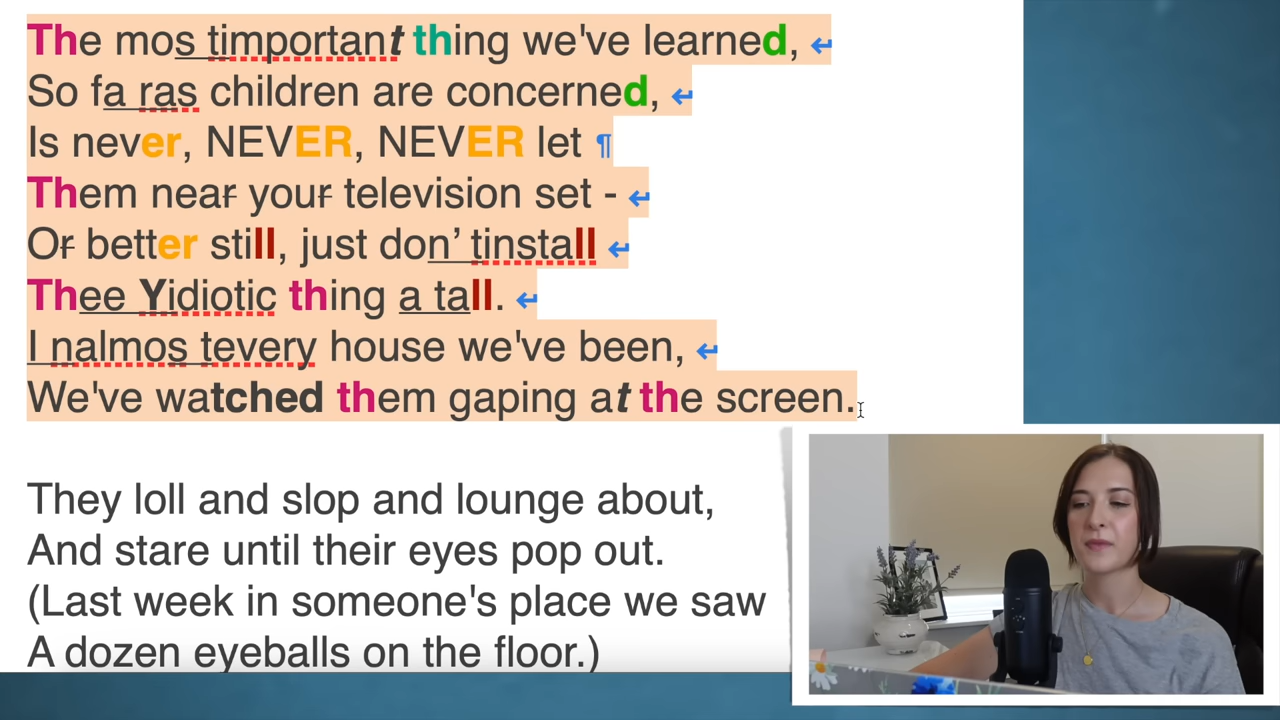 The mos timportant thing we've learned, ↵
So fa ras children are concerned, ↵
Is never, NEVER, NEVER let ¶
Them near your television set - ↵
Or better still, just don’ tinstall ↵
Thee Yidiotic thing a tall. ↵
I nalmos tevery house we've been, ↵
We've watched them gaping at the screen.
They loll and slop and lounge about,
And stare until their eyes pop out.
(Last week in someone's place we saw
A dozen eyeballs on the floor.)